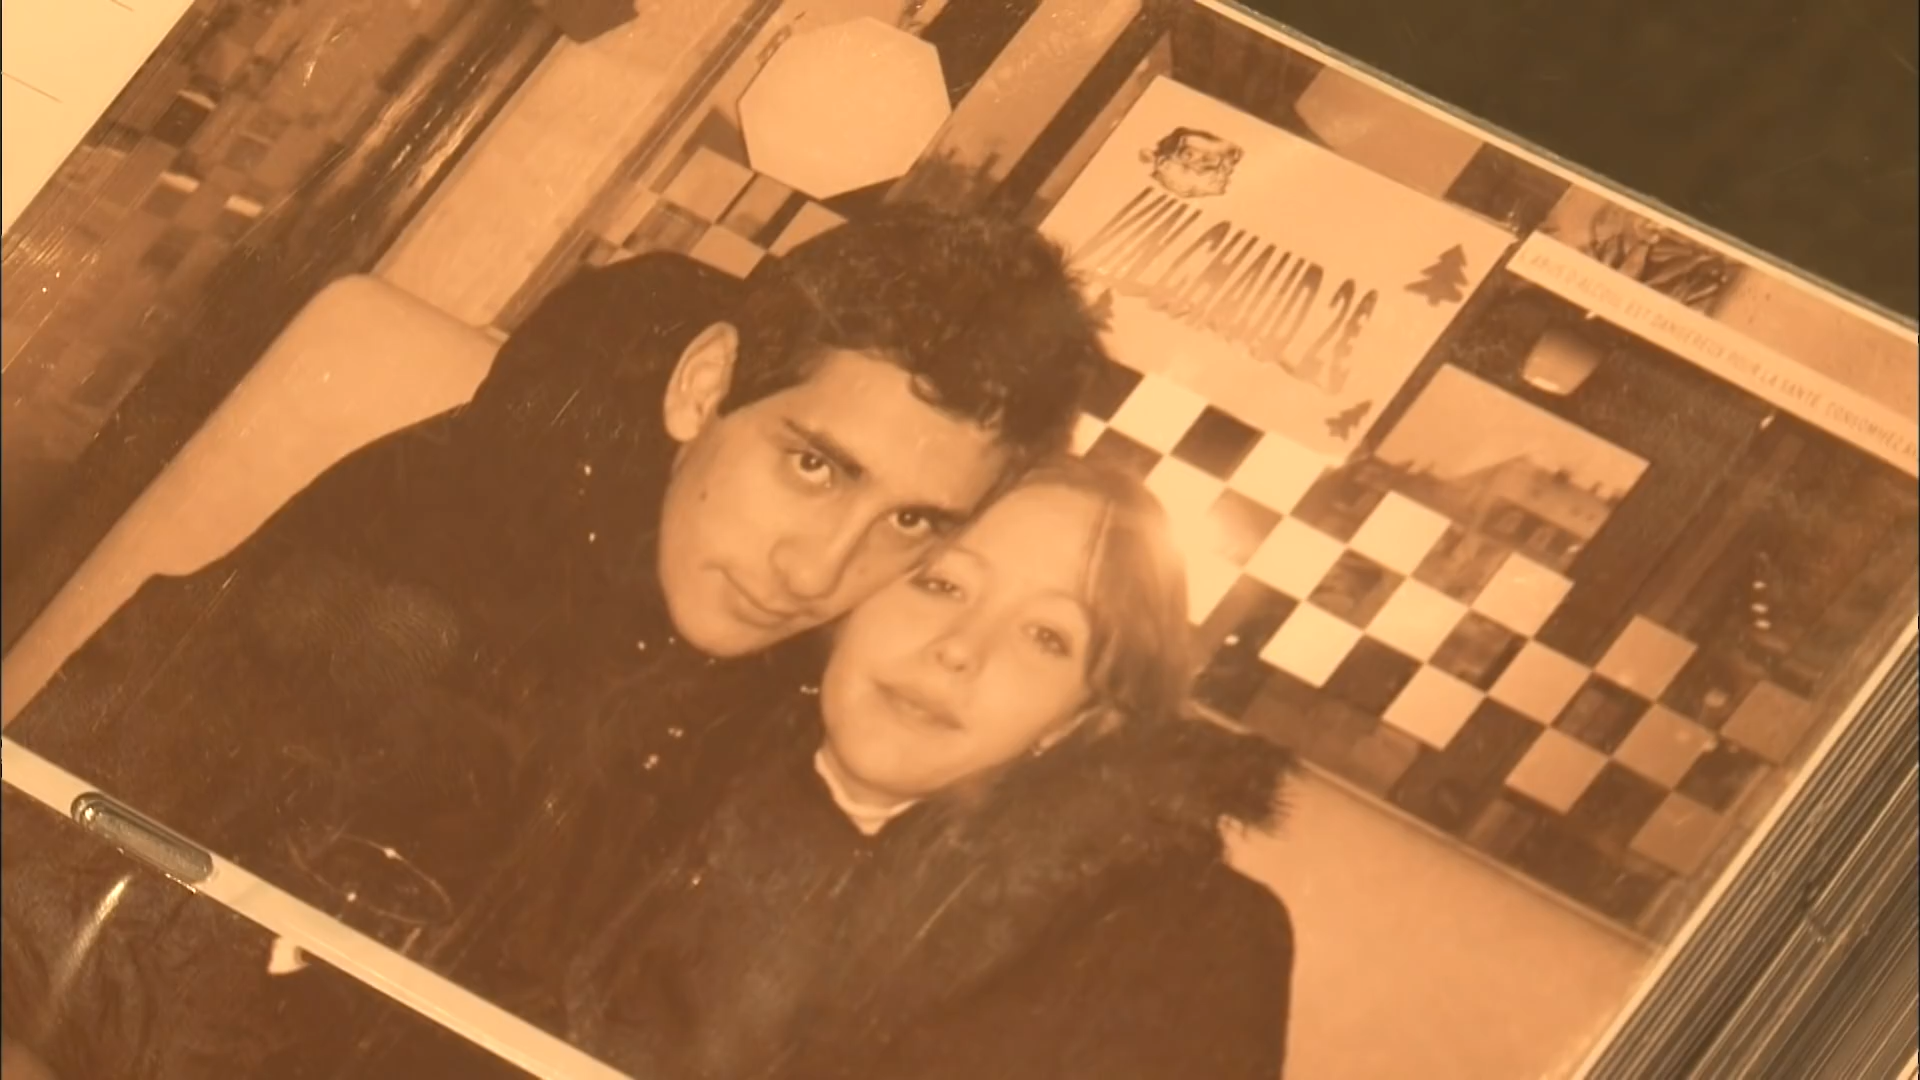 VIN CHAUD 2€
L'ABUS D'ALCOOL EST DANGEREUX POUR LA SANTÉ. CONSOMMEZ A